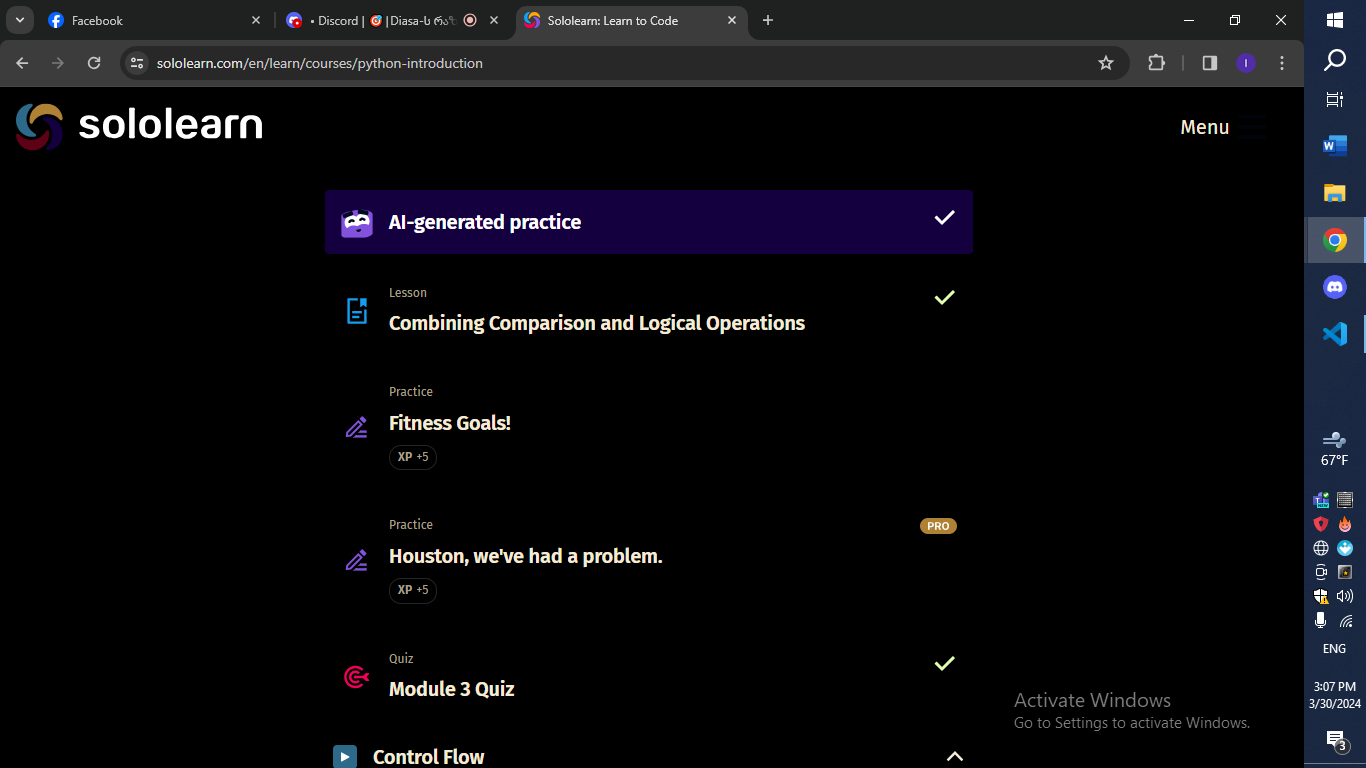 Facebook
• Discord | 🎯 | Diasa-ს რაზ
Sololearn: Learn to Code
sololearn.com/en/learn/courses/python-introduction
I
sololearn
Menu
AI-generated practice
Lesson
Combining Comparison and Logical Operations
Practice
Fitness Goals!
XP +5
Practice
PRO
Houston, we've had a problem.
XP +5
Quiz
Module 3 Quiz
Control Flow
Activate Windows
Go to Settings to activate Windows.
W
67°F
ENG
3:07 PM
3/30/2024
3